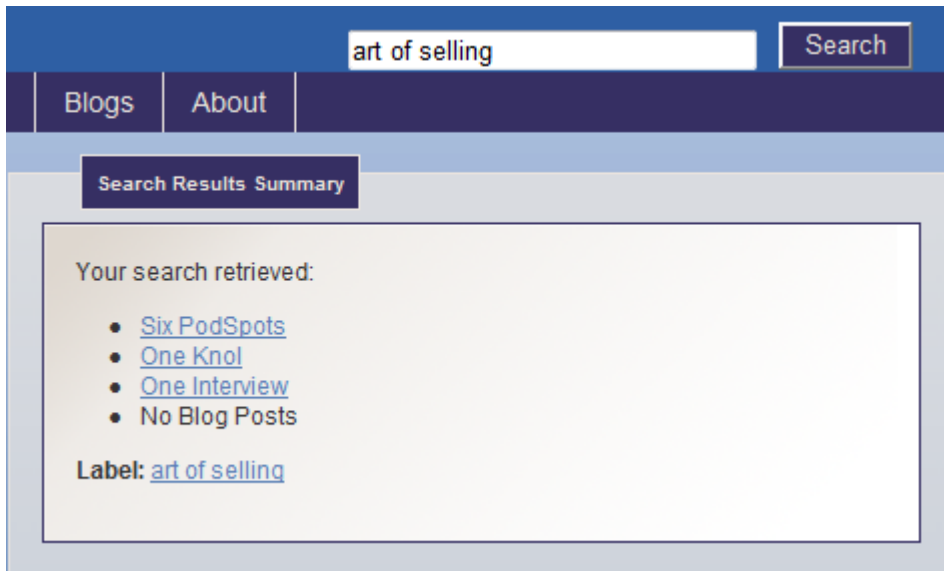 art of selling Search
Blogs About
Search Results Summary
Your search retrieved:
• Six PodSpots
• One Knol
• One Interview
• No Blog Posts
Label: art of selling